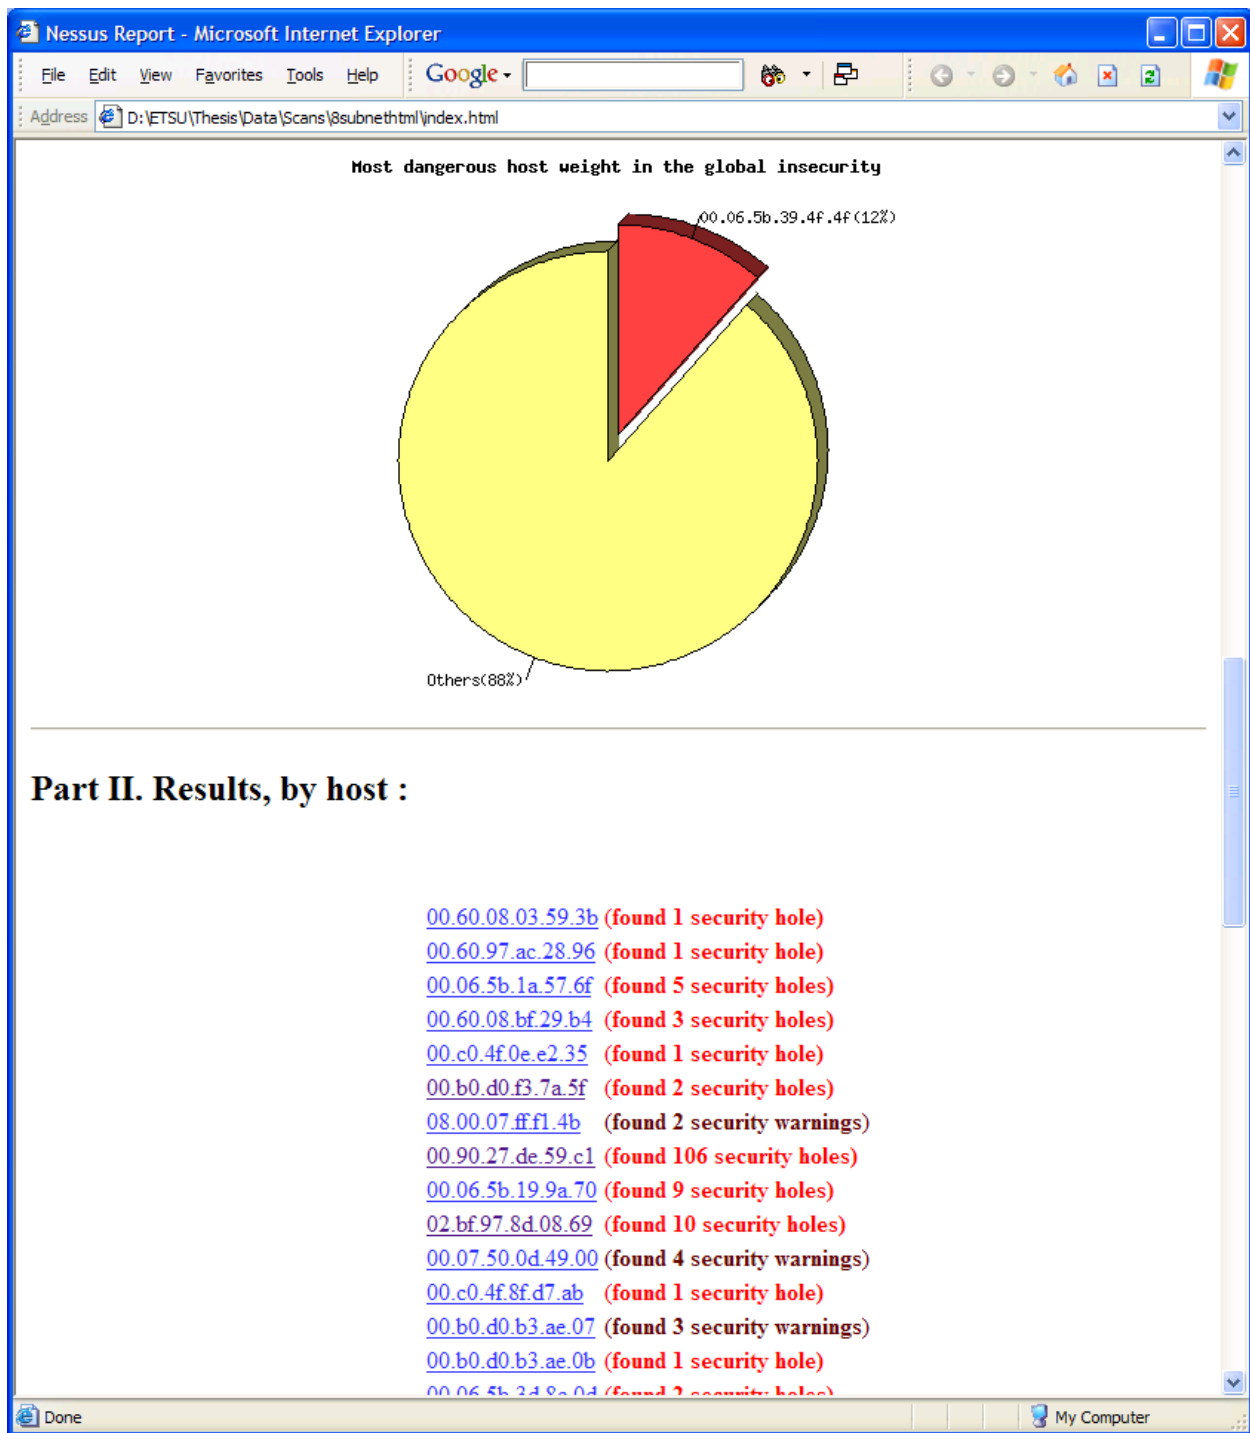 Nessus Report - Microsoft Internet Explorer
File Edit View Favorites Tools Help Google
Address D:\ETSU\Thesis\Data\Scans\8subnethtml\index.html
Most dangerous host weight in the global insecurity
00.06.5b.39.4f.4f(12%)
Others(88%)
Part II. Results, by host :
00.60.08.03.59.3b (found 1 security hole)
00.60.97.ac.28.96 (found 1 security hole)
00.06.5b.1a.57.6f (found 5 security holes)
00.60.08.bf.29.b4 (found 3 security holes)
00.c0.4f.0e.e2.35 (found 1 security hole)
00.b0.d0.f3.7a.5f (found 2 security holes)
08.00.07.ff.f1.4b (found 2 security warnings)
00.90.27.de.59.c1 (found 106 security holes)
00.06.5b.19.9a.70 (found 9 security holes)
02.bf.97.8d.08.69 (found 10 security holes)
00.07.50.0d.49.00 (found 4 security warnings)
00.c0.4f.8f.d7.ab (found 1 security hole)
00.b0.d0.b3.ae.07 (found 3 security warnings)
00.b0.d0.b3.ae.0b (found 1 security hole)
(found 2 security holes)
Done My Computer